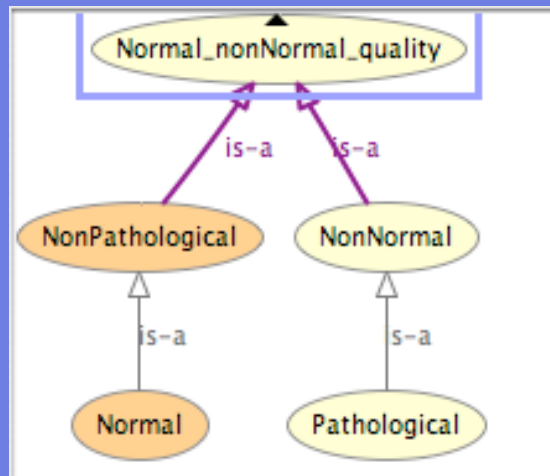 Normal_nonNormal_quality
is-a
is-a
NonPathological
NonNormal
is-a
is-a
Normal
Pathological